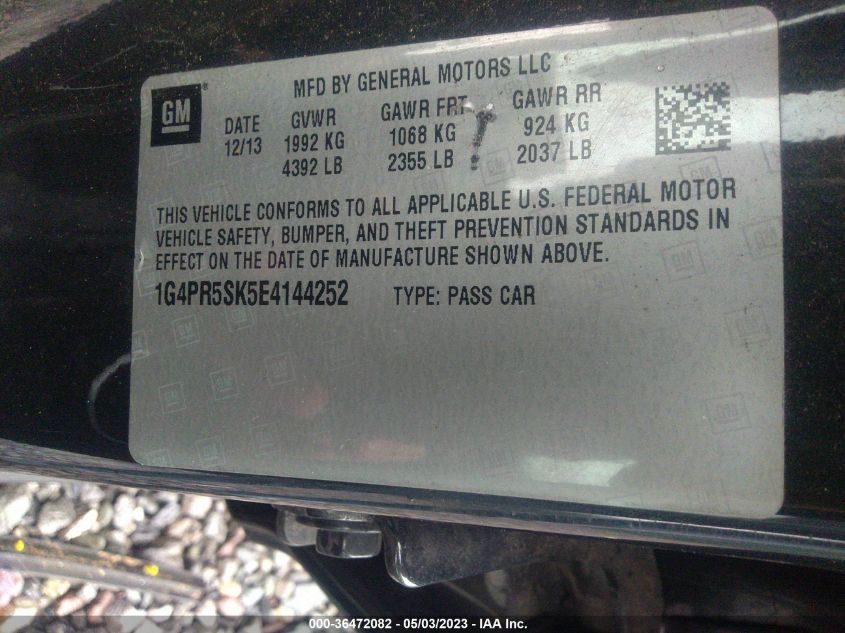 MFD BY GENERAL MOTORS LLC
GM ®
DATE GVWR GAWR FRT GAWR RR
12/13 1992 KG 1068 KG 924 KG
4392 LB 2355 LB 2037 LB
THIS VEHICLE CONFORMS TO ALL APPLICABLE U.S. FEDERAL MOTOR
VEHICLE SAFETY, BUMPER, AND THEFT PREVENTION STANDARDS IN
EFFECT ON THE DATE OF MANUFACTURE SHOWN ABOVE.
1G4PR5SK5E4144252 TYPE: PASS CAR
000-36472082 - 05/03/2023 - IAA Inc.